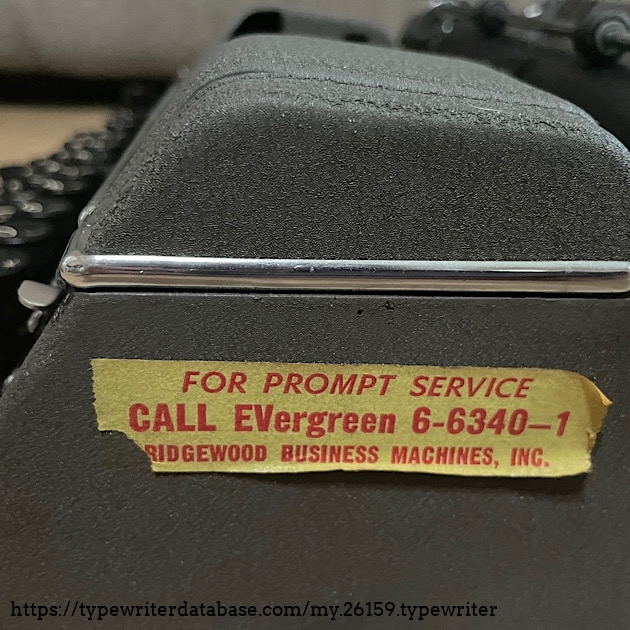 FOR PROMPT SERVICE
CALL EVergreen 6-6340-1
RIDGEWOOD BUSINESS MACHINES, INC.
https://typewriterdatabase.com/my.26159.typewriter